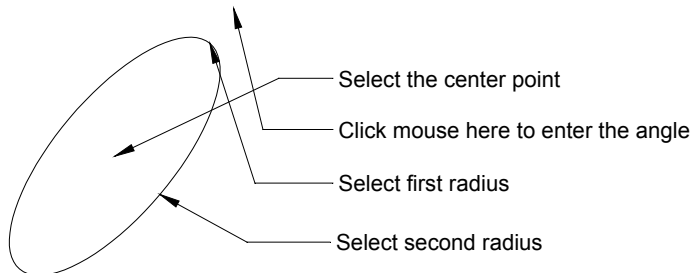 Select the center point
Click mouse here to enter the angle
Select first radius
Select second radius